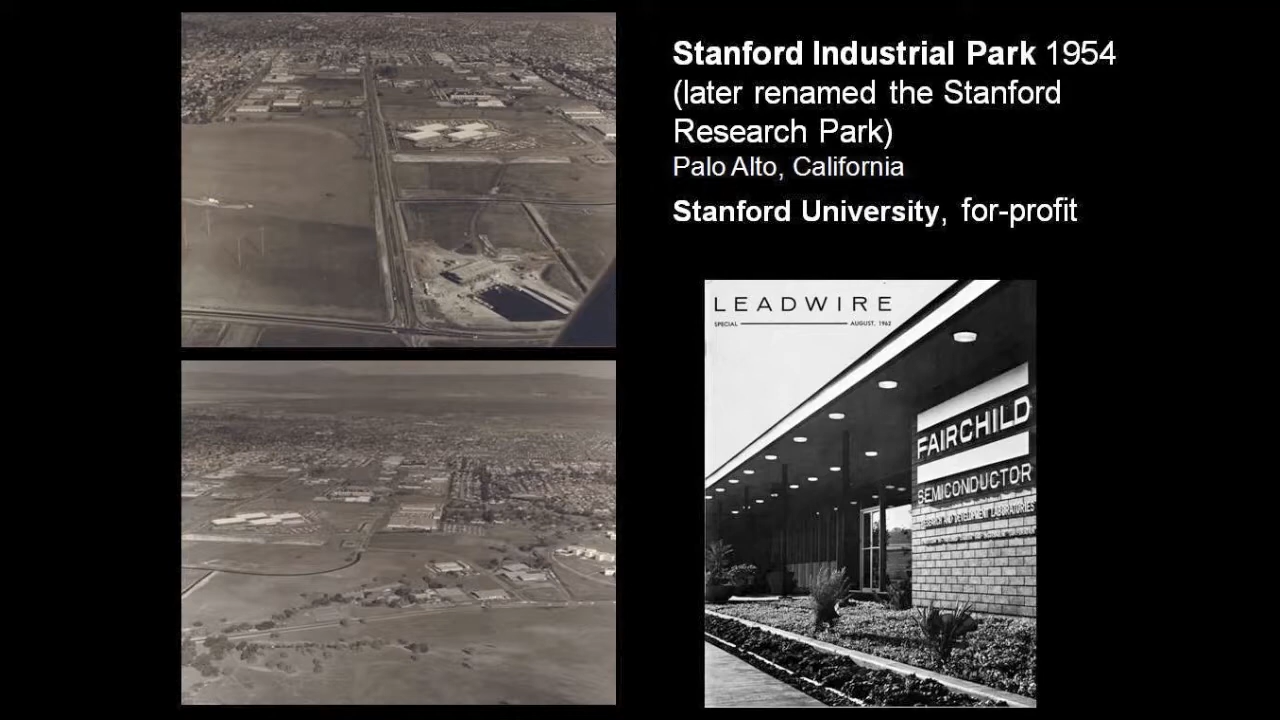 Stanford Industrial Park 1954
(later renamed the Stanford
Research Park)
Palo Alto, California
Stanford University, for-profit
LEADWIRE
SPECIAL AUGUST, 1962
FAIRCHILD
SEMICONDUCTOR
RESEARCH AND DEVELOPMENT LABORATORIES